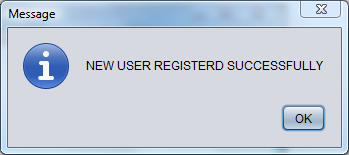 Message
NEW USER REGISTERD SUCCESSFULLY
OK